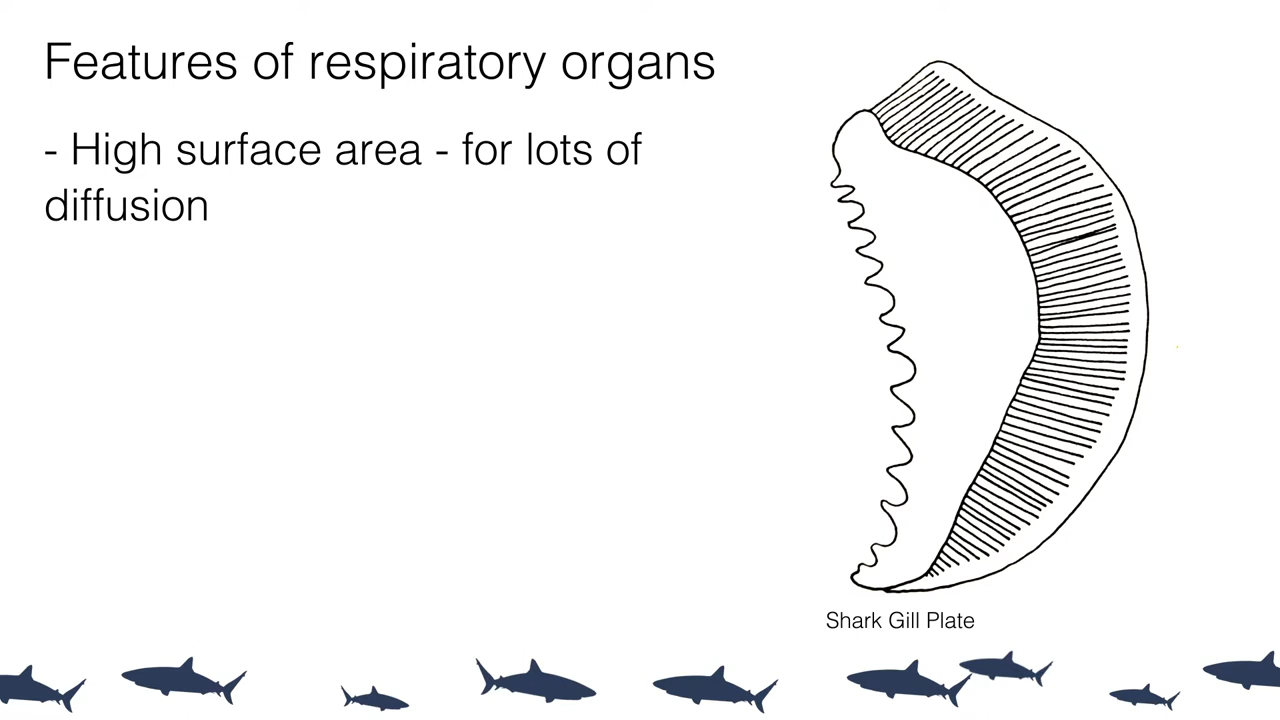 Features of respiratory organs
- High surface area - for lots of
diffusion
Shark Gill Plate